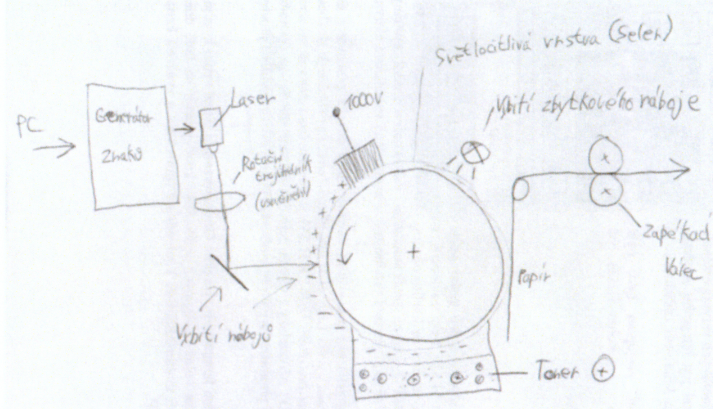 PC
Generátor
Znaků
Laser
Rotační
trojúhelník
(usměrnění)
1000V
Světlocitlivá vrstva (Selen)
Vybití zbytkového náboje
Zapékací
Válec
Papír
Vybití nábojů
Toner +